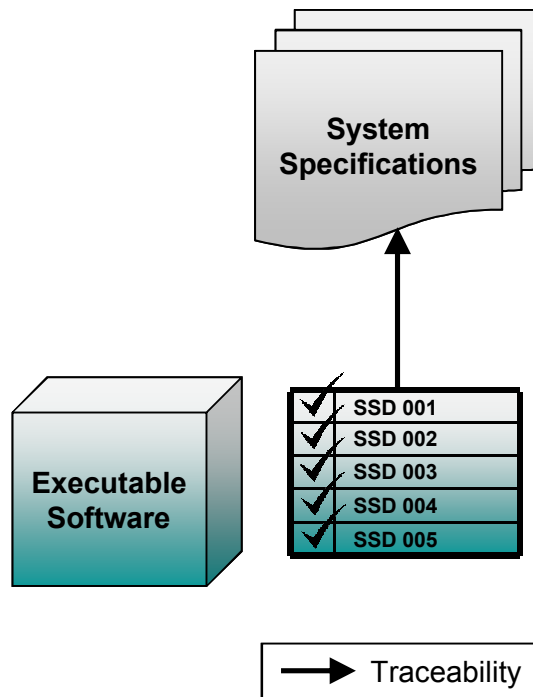 System
Specifications
SSD 001
SSD 002
SSD 003
SSD 004
SSD 005
Executable
Software
Traceability